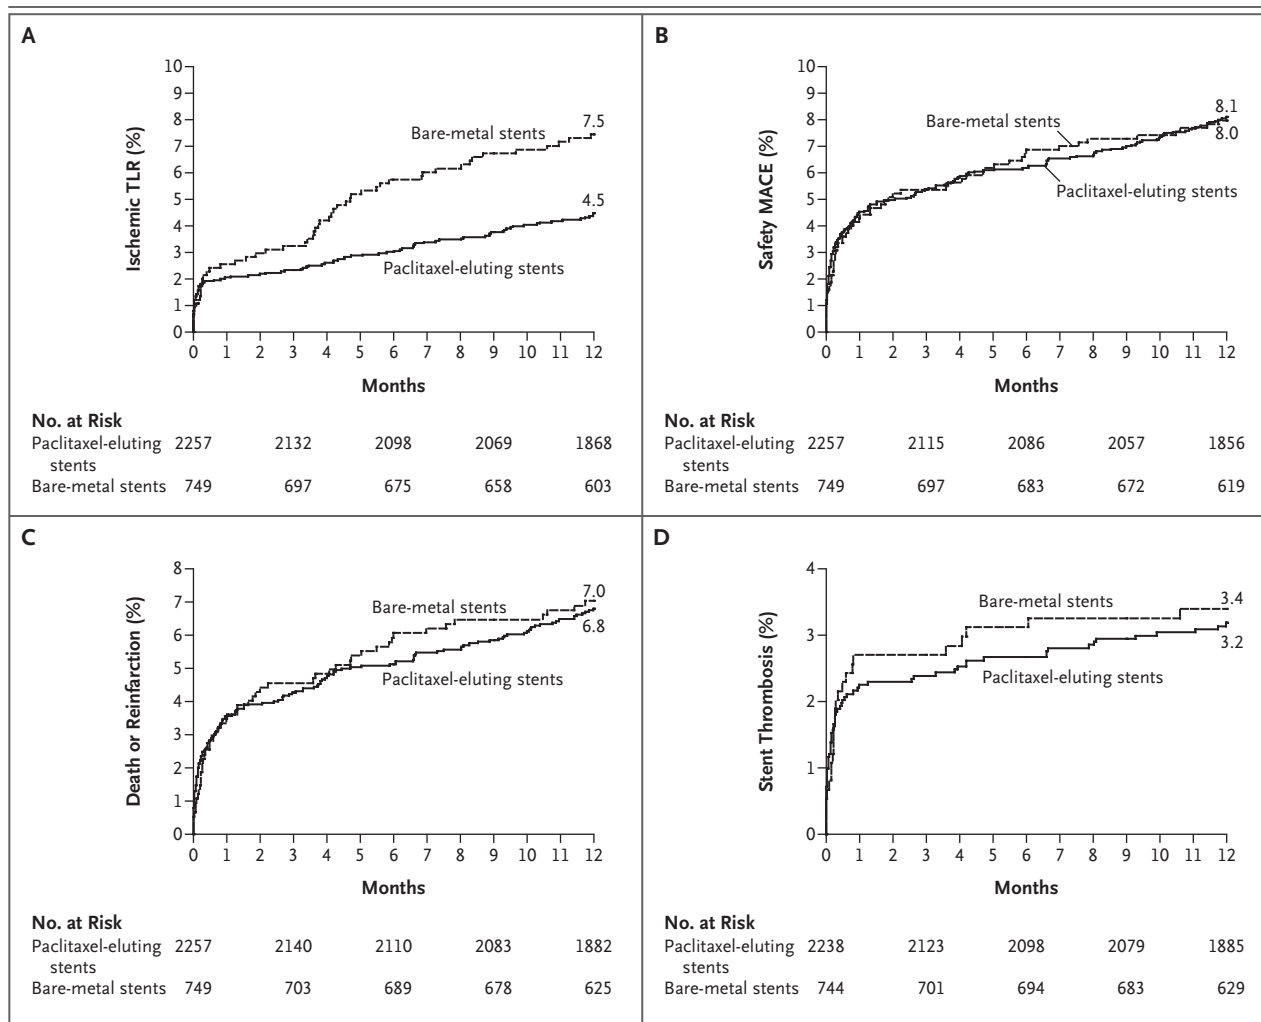 A
Ischemic TLR (%)
10
9
8
7
6
5
4
3
2
1
0
Bare-metal stents
7.5
4.5
Paclitaxel-eluting stents
0 1 2 3 4 5 6 7 8 9 10 11 12
Months
No. at Risk
Paclitaxel-eluting 2257 2132 2098 2069 1868
stents
Bare-metal stents 749 697 675 658 603
B
Safety MACE (%)
10
9
8
7
6
5
4
3
2
1
0
Bare-metal stents
8.1
8.0
Paclitaxel-eluting stents
0 1 2 3 4 5 6 7 8 9 10 11 12
Months
No. at Risk
Paclitaxel-eluting 2257 2115 2086 2057 1856
stents
Bare-metal stents 749 697 683 672 619
C
Death or Reinfarction (%)
8
7
6
5
4
3
2
1
0
Bare-metal stents
7.0
6.8
Paclitaxel-eluting stents
0 1 2 3 4 5 6 7 8 9 10 11 12
Months
No. at Risk
Paclitaxel-eluting 2257 2140 2110 2083 1882
stents
Bare-metal stents 749 703 689 678 625
D
Stent Thrombosis (%)
4
3
2
1
0
Bare-metal stents
3.4
3.2
Paclitaxel-eluting stents
0 1 2 3 4 5 6 7 8 9 10 11 12
Months
No. at Risk
Paclitaxel-eluting 2238 2123 2098 2079 1885
stents
Bare-metal stents 744 701 694 683 629